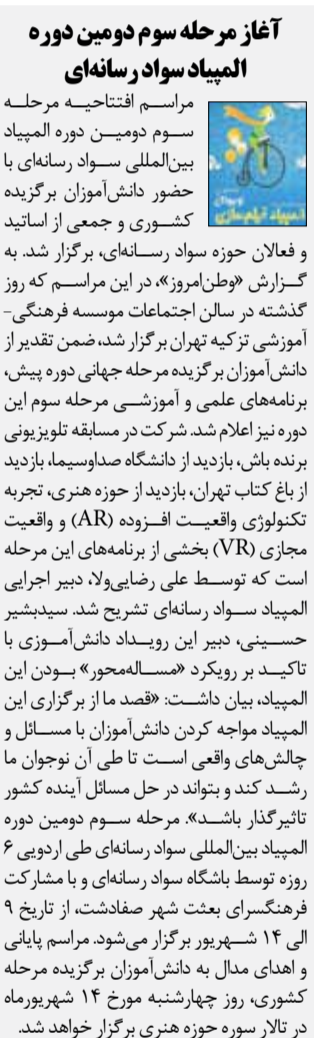 آغاز مرحله سوم دومین دوره
المپیاد سواد رسانه‌ای
مراسم افتتاحیه مرحله
سوم دومین دوره المپیاد
بین‌المللی سواد رسانه‌ای با
حضور دانش‌آموزان برگزیده
کشوری و جمعی از اساتید
و فعالان حوزه سواد رسانه‌ای، برگزار شد. به
گزارش «وطن‌امروز»، در این مراسم که روز
گذشته در سالن اجتماعات موسسه فرهنگی-
آموزشی تزکیه تهران برگزار شد، ضمن تقدیر از
دانش‌آموزان برگزیده مرحله جهانی دوره پیش،
برنامه‌های علمی و آموزشی مرحله سوم این
دوره نیز اعلام شد. شرکت در مسابقه تلویزیونی
برنده باش، بازدید از دانشگاه صداوسیما، بازدید
از باغ کتاب تهران، بازدید از حوزه هنری، تجربه
تکنولوژی واقعیت افزوده (AR) و واقعیت
مجازی (VR) بخشی از برنامه‌های این مرحله
است که توسط علی رضایی‌ولا، دبیر اجرایی
المپیاد سواد رسانه‌ای تشریح شد. سیدبشیر
حسینی، دبیر این رویداد دانش‌آموزی با
تاکید بر رویکرد «مساله‌محور» بودن این
المپیاد، بیان داشت: «قصد ما از برگزاری این
المپیاد مواجه کردن دانش‌آموزان با مسائل و
چالش‌های واقعی است تا طی آن نوجوان ما
رشد کند و بتواند در حل مسائل آینده کشور
تاثیرگذار باشد». مرحله سوم دومین دوره
المپیاد بین‌المللی سواد رسانه‌ای طی اردویی ۶
روزه توسط باشگاه سواد رسانه‌ای و با مشارکت
فرهنگسرای بعثت شهر صفادشت، از تاریخ ۹
الی ۱۴ شهریور برگزار می‌شود. مراسم پایانی
و اهدای مدال به دانش‌آموزان برگزیده مرحله
کشوری، روز چهارشنبه مورخ ۱۴ شهریورماه
در تالار سوره حوزه هنری برگزار خواهد شد.
المپیاد فیلمسازی